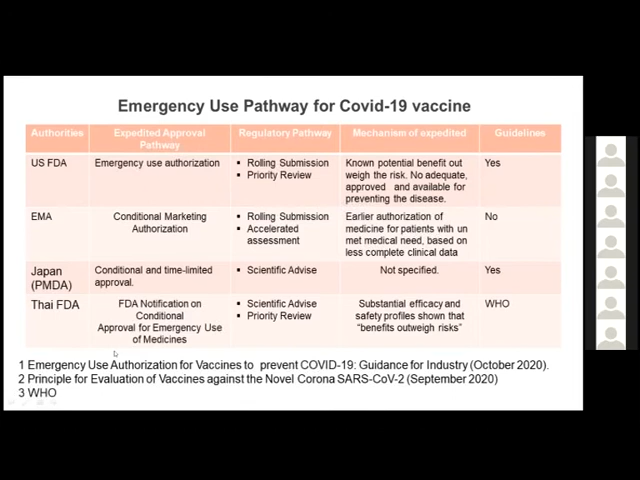 Emergency Use Pathway for Covid-19 vaccine
Authorities Expedited Approval Pathway Regulatory Pathway Mechanism of expedited Guidelines
US FDA
Emergency use authorization
▪ Rolling Submission
▪ Priority Review
Known potential benefit out
weigh the risk. No adequate,
approved and available for
preventing the disease.
Yes
EMA
Conditional Marketing
Authorization
▪ Rolling Submission
▪ Accelerated
assessment
Earlier authorization of
medicine for patients with un
met medical need, based on
less complete clinical data
No
Japan
(PMDA)
Conditional and time-limited
approval.
▪ Scientific Advise
Not specified.
Yes
Thai FDA
FDA Notification on
Conditional
Approval for Emergency Use
of Medicines
▪ Scientific Advise
▪ Priority Review
Substantial efficacy and
safety profiles shown that
"benefits outweigh risks"
WHO
1 Emergency Use Authorization for Vaccines to prevent COVID-19: Guidance for Industry (October 2020).
2 Principle for Evaluation of Vaccines against the Novel Corona SARS-CoV-2 (September 2020)
3 WHO